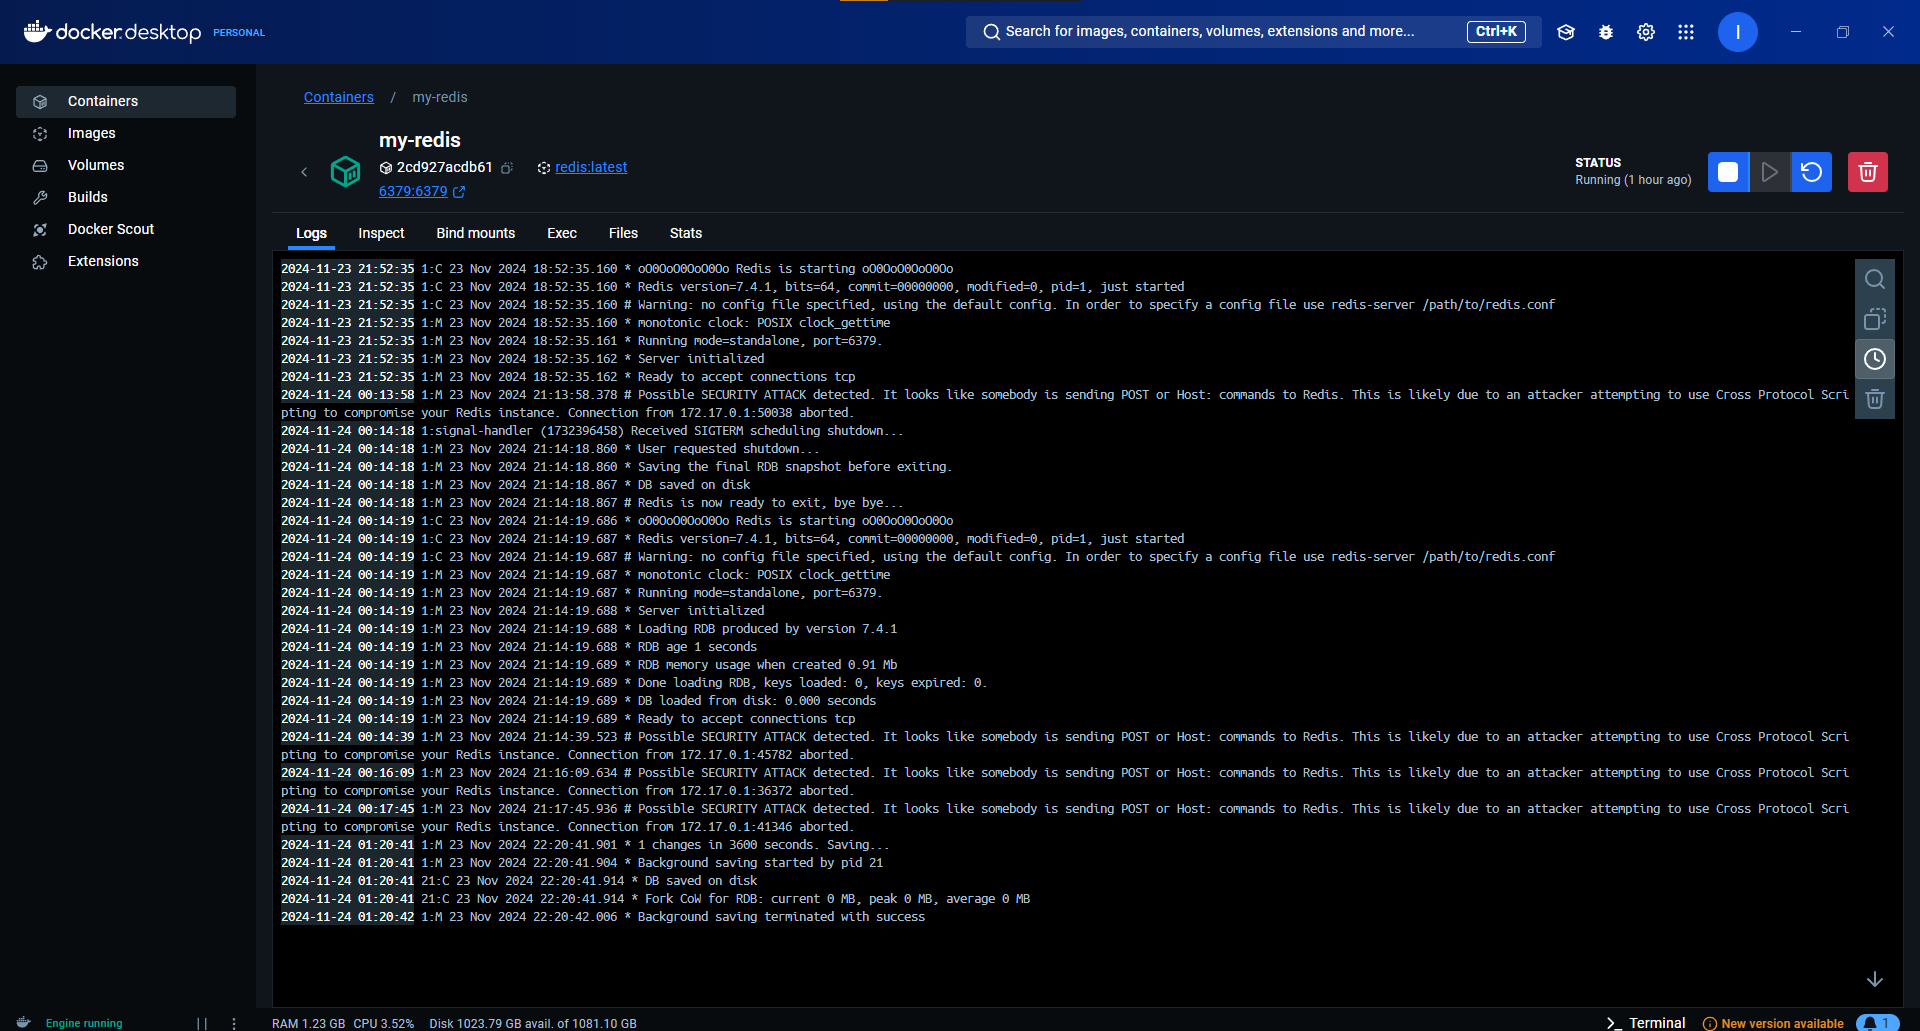 docker desktop PERSONAL
Search for images, containers, volumes, extensions and more... Ctrl+K
I
Containers
Images
Volumes
Builds
Docker Scout
Extensions
Containers / my-redis
my-redis
2cd927acdb61 redis:latest
6379:6379
STATUS
Running (1 hour ago)
Logs Inspect Bind mounts Exec Files Stats
2024-11-23 21:52:35 1:C 23 Nov 2024 18:52:35.160 * oO0OoO0OoO0Oo Redis is starting oO0OoO0OoO0Oo
2024-11-23 21:52:35 1:C 23 Nov 2024 18:52:35.160 * Redis version=7.4.1, bits=64, commit=00000000, modified=0, pid=1, just started
2024-11-23 21:52:35 1:C 23 Nov 2024 18:52:35.160 # Warning: no config file specified, using the default config. In order to specify a config file use redis-server /path/to/redis.conf
2024-11-23 21:52:35 1:M 23 Nov 2024 18:52:35.160 * monotonic clock: POSIX clock_gettime
2024-11-23 21:52:35 1:M 23 Nov 2024 18:52:35.161 * Running mode=standalone, port=6379.
2024-11-23 21:52:35 1:M 23 Nov 2024 18:52:35.162 * Server initialized
2024-11-23 21:52:35 1:M 23 Nov 2024 18:52:35.162 * Ready to accept connections tcp
2024-11-24 00:13:58 1:M 23 Nov 2024 21:13:58.378 # Possible SECURITY ATTACK detected. It looks like somebody is sending POST or Host: commands to Redis. This is likely due to an attacker attempting to use Cross Protocol Scri
pting to compromise your Redis instance. Connection from 172.17.0.1:50038 aborted.
2024-11-24 00:14:18 1:signal-handler (1732396458) Received SIGTERM scheduling shutdown...
2024-11-24 00:14:18 1:M 23 Nov 2024 21:14:18.860 * User requested shutdown...
2024-11-24 00:14:18 1:M 23 Nov 2024 21:14:18.860 * Saving the final RDB snapshot before exiting.
2024-11-24 00:14:18 1:M 23 Nov 2024 21:14:18.867 * DB saved on disk
2024-11-24 00:14:18 1:M 23 Nov 2024 21:14:18.867 # Redis is now ready to exit, bye bye...
2024-11-24 00:14:19 1:C 23 Nov 2024 21:14:19.686 * oO0OoO0OoO0Oo Redis is starting oO0OoO0OoO0Oo
2024-11-24 00:14:19 1:C 23 Nov 2024 21:14:19.687 * Redis version=7.4.1, bits=64, commit=00000000, modified=0, pid=1, just started
2024-11-24 00:14:19 1:C 23 Nov 2024 21:14:19.687 # Warning: no config file specified, using the default config. In order to specify a config file use redis-server /path/to/redis.conf
2024-11-24 00:14:19 1:M 23 Nov 2024 21:14:19.687 * monotonic clock: POSIX clock_gettime
2024-11-24 00:14:19 1:M 23 Nov 2024 21:14:19.687 * Running mode=standalone, port=6379.
2024-11-24 00:14:19 1:M 23 Nov 2024 21:14:19.688 * Server initialized
2024-11-24 00:14:19 1:M 23 Nov 2024 21:14:19.688 * Loading RDB produced by version 7.4.1
2024-11-24 00:14:19 1:M 23 Nov 2024 21:14:19.688 * RDB age 1 seconds
2024-11-24 00:14:19 1:M 23 Nov 2024 21:14:19.689 * RDB memory usage when created 0.91 Mb
2024-11-24 00:14:19 1:M 23 Nov 2024 21:14:19.689 * Done loading RDB, keys loaded: 0, keys expired: 0.
2024-11-24 00:14:19 1:M 23 Nov 2024 21:14:19.689 * DB loaded from disk: 0.000 seconds
2024-11-24 00:14:19 1:M 23 Nov 2024 21:14:19.689 * Ready to accept connections tcp
2024-11-24 00:14:39 1:M 23 Nov 2024 21:14:39.523 # Possible SECURITY ATTACK detected. It looks like somebody is sending POST or Host: commands to Redis. This is likely due to an attacker attempting to use Cross Protocol Scri
pting to compromise your Redis instance. Connection from 172.17.0.1:45782 aborted.
2024-11-24 00:16:09 1:M 23 Nov 2024 21:16:09.634 # Possible SECURITY ATTACK detected. It looks like somebody is sending POST or Host: commands to Redis. This is likely due to an attacker attempting to use Cross Protocol Scri
pting to compromise your Redis instance. Connection from 172.17.0.1:36372 aborted.
2024-11-24 00:17:45 1:M 23 Nov 2024 21:17:45.936 # Possible SECURITY ATTACK detected. It looks like somebody is sending POST or Host: commands to Redis. This is likely due to an attacker attempting to use Cross Protocol Scri
pting to compromise your Redis instance. Connection from 172.17.0.1:41346 aborted.
2024-11-24 01:20:41 1:M 23 Nov 2024 22:20:41.901 * 1 changes in 3600 seconds. Saving...
2024-11-24 01:20:41 1:M 23 Nov 2024 22:20:41.904 * Background saving started by pid 21
2024-11-24 01:20:41 21:C 23 Nov 2024 22:20:41.914 * DB saved on disk
2024-11-24 01:20:41 21:C 23 Nov 2024 22:20:41.914 * Fork CoW for RDB: current 0 MB, peak 0 MB, average 0 MB
2024-11-24 01:20:42 1:M 23 Nov 2024 22:20:42.006 * Background saving terminated with success
Engine running RAM 1.23 GB CPU 3.52% Disk 1023.79 GB avail. of 1081.10 GB Terminal New version available 1